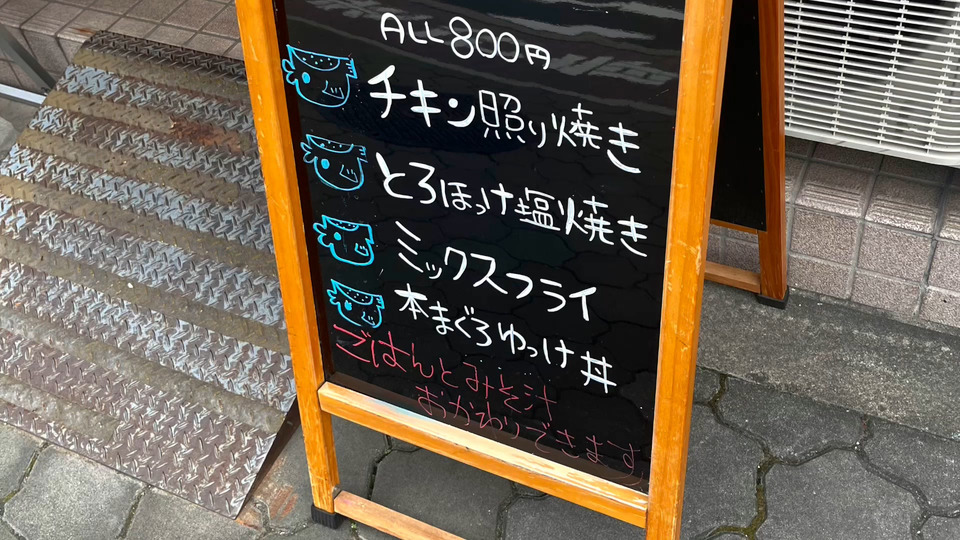 ALL800円
チキン照り焼き
とろほっけ塩焼き
ミックスフライ
本まぐろゆっけ丼
ごはんとみそ汁
おかわりできます